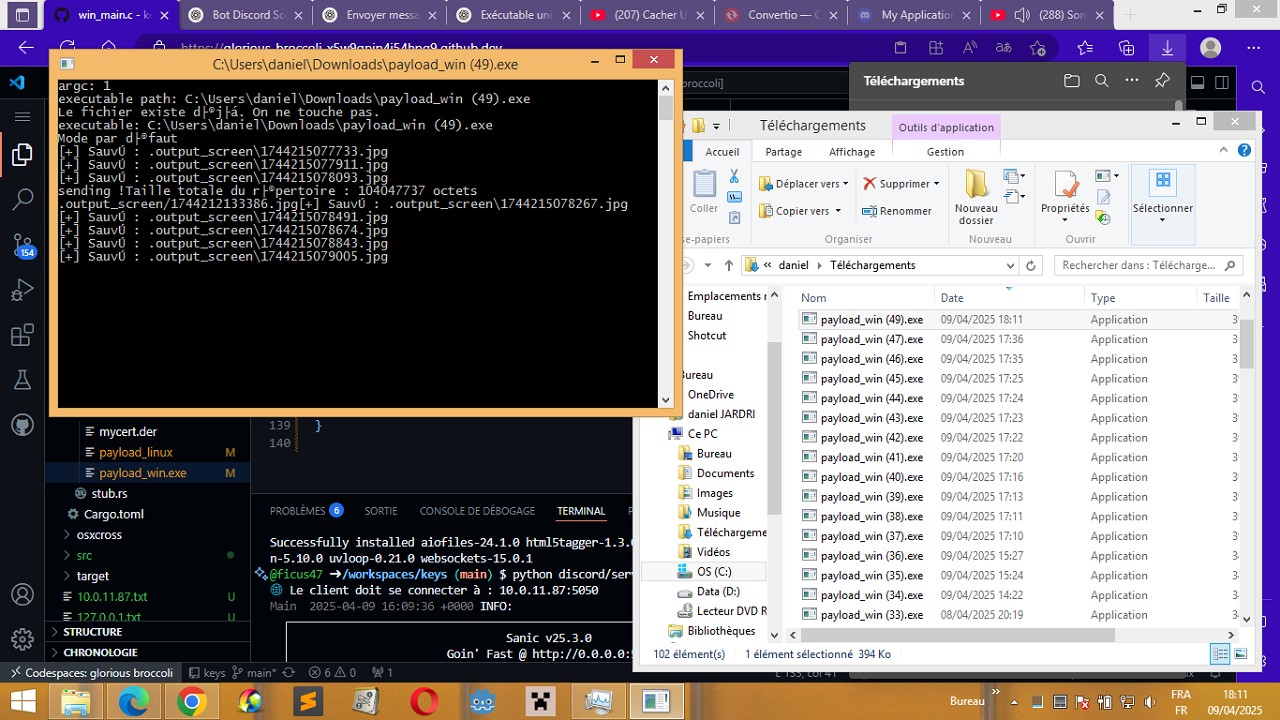 win_main.c - ke
Bot Discord So
Envoyer messa
Exécutable uni
(207) Cacher U
Convertio — C
My Application
(288) Son
https://glorious-broccoli-x5w9qpjp4j54hpq9.github.dev
C:\Users\daniel\Downloads\payload_win (49).exe
argc: 1
executable path: C:\Users\daniel\Downloads\payload_win (49).exe
Le fichier existe d├®j├á. On ne touche pas.
executable: C:\Users\daniel\Downloads\payload_win (49).exe
Mode par d├®faut
[+] SauvÚ : .output_screen\1744215077733.jpg
[+] SauvÚ : .output_screen\1744215077911.jpg
[+] SauvÚ : .output_screen\1744215078093.jpg
sending !Taille totale du r├®pertoire : 104047737 octets
.output_screen/1744212133386.jpg[+] SauvÚ : .output_screen\1744215078267.jpg
[+] SauvÚ : .output_screen\1744215078491.jpg
[+] SauvÚ : .output_screen\1744215078674.jpg
[+] SauvÚ : .output_screen\1744215078843.jpg
[+] SauvÚ : .output_screen\1744215079005.jpg
154
mycert.der
payload_linux M
payload_win.exe M
stub.rs
Cargo.toml
osxcross
src
target
10.0.11.87.txt U
127.0.0.1.txt U
STRUCTURE
CHRONOLOGIE
139 }
140
PROBLÈMES 6 SORTIE CONSOLE DE DÉBOGAGE TERMINAL
Successfully installed aiofiles-24.1.0 html5tagger-1.3.
n-5.10.0 uvloop-0.21.0 websockets-15.0.1
@ficus47 ➜/workspaces/keys (main) $ python discord/ser
Le client doit se connecter à : 10.0.11.87:5050
Main 2025-04-09 16:09:36 +0000 INFO:
Sanic v25.3.0
Goin' Fast @ http://0.0.0.0:
Codespaces: glorious broccoli keys main* 6 0 1
Téléchargements
broccoli]
Téléchargements
Outils d'application
Accueil Partage Affichage Gestion
Coller
Déplacer vers
Copier vers
Supprimer
Renommer
Nouveau
dossier
Propriétés
Sélectionner
se-papiers Organiser Nouveau Ouvrir
« daniel Téléchargements
Rechercher dans : Télécharge...
Emplacements r
Bureau
Shotcut
Bureau
OneDrive
daniel JARDRI
Ce PC
Bureau
Documents
Images
Musique
Téléchargeme
Vidéos
OS (C:)
Data (D:)
Lecteur DVD R
Bibliothèques
Nom Date Type Taille
payload_win (49).exe 09/04/2025 18:11 Application 3
payload_win (47).exe 09/04/2025 17:36 Application 3
payload_win (46).exe 09/04/2025 17:35 Application 3
payload_win (45).exe 09/04/2025 17:25 Application 3
payload_win (44).exe 09/04/2025 17:24 Application 3
payload_win (43).exe 09/04/2025 17:23 Application 3
payload_win (42).exe 09/04/2025 17:22 Application 3
payload_win (41).exe 09/04/2025 17:20 Application 3
payload_win (40).exe 09/04/2025 17:16 Application 3
payload_win (39).exe 09/04/2025 17:13 Application 3
payload_win (38).exe 09/04/2025 17:11 Application 3
payload_win (37).exe 09/04/2025 17:10 Application 3
payload_win (36).exe 09/04/2025 15:27 Application 3
payload_win (35).exe 09/04/2025 15:24 Application 3
payload_win (34).exe 09/04/2025 14:22 Application 3
payload_win (33).exe 08/04/2025 20:19 Application 3
102 élément(s) 1 élément sélectionné 394 Ko
Bureau
FRA
FR
18:11
09/04/2025